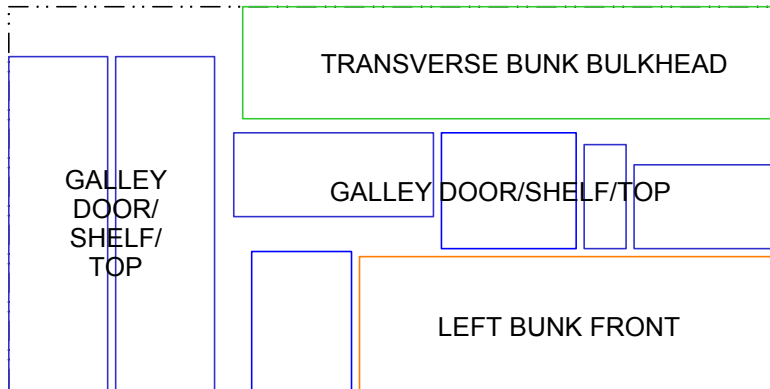 TRANSVERSE BUNK BULKHEAD
GALLEY
DOOR/
SHELF/
TOP
GALLEY DOOR/SHELF/TOP
LEFT BUNK FRONT